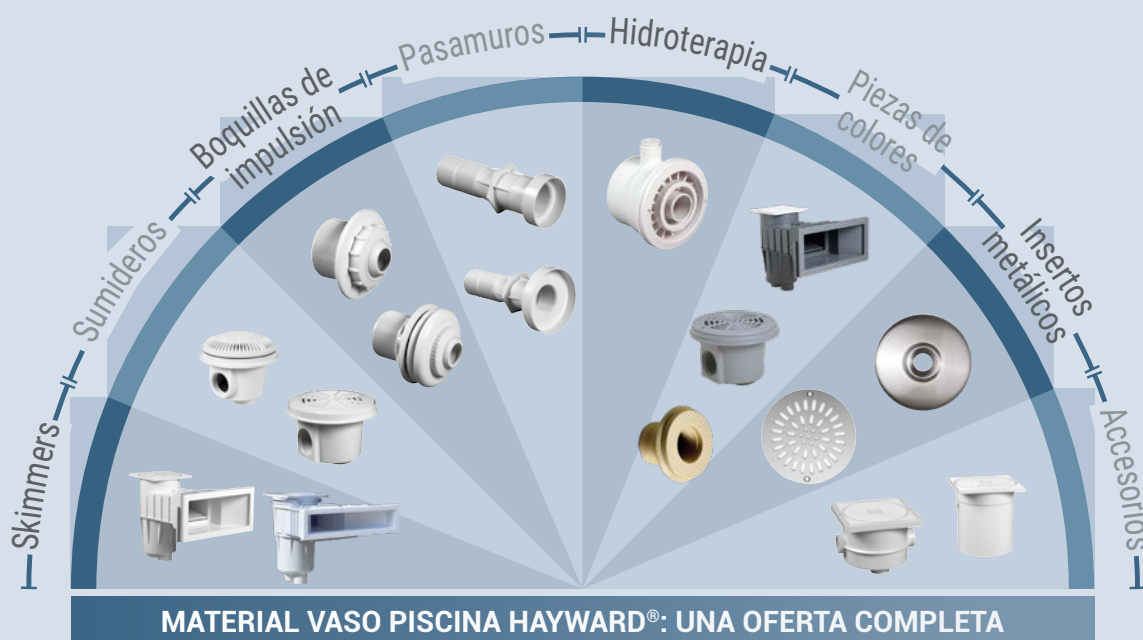 Skimmers
Sumideros
Boquillas de
impulsión
Pasamuros
Hidroterapia
Piezas de
colores
Insertos
metálicos
Accesorios
MATERIAL VASO PISCINA HAYWARD®: UNA OFERTA COMPLETA